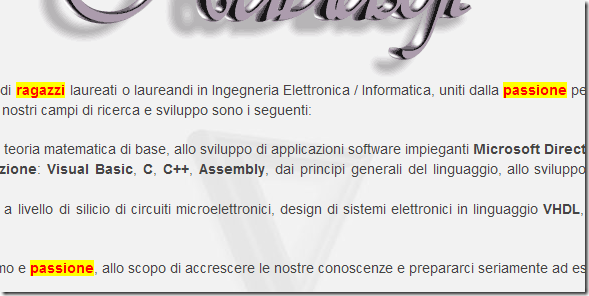 di ragazzi laureati o laureandi in Ingegneria Elettronica / Informatica, uniti dalla passione pe
nostri campi di ricerca e sviluppo sono i seguenti:
teoria matematica di base, allo sviluppo di applicazioni software impieganti Microsoft Direct
zione: Visual Basic, C, C++, Assembly, dai principi generali del linguaggio, allo sviluppo
a livello di silicio di circuiti microelettronici, design di sistemi elettronici in linguaggio VHDL,
mo e passione, allo scopo di accrescere le nostre conoscenze e prepararci seriamente ad es